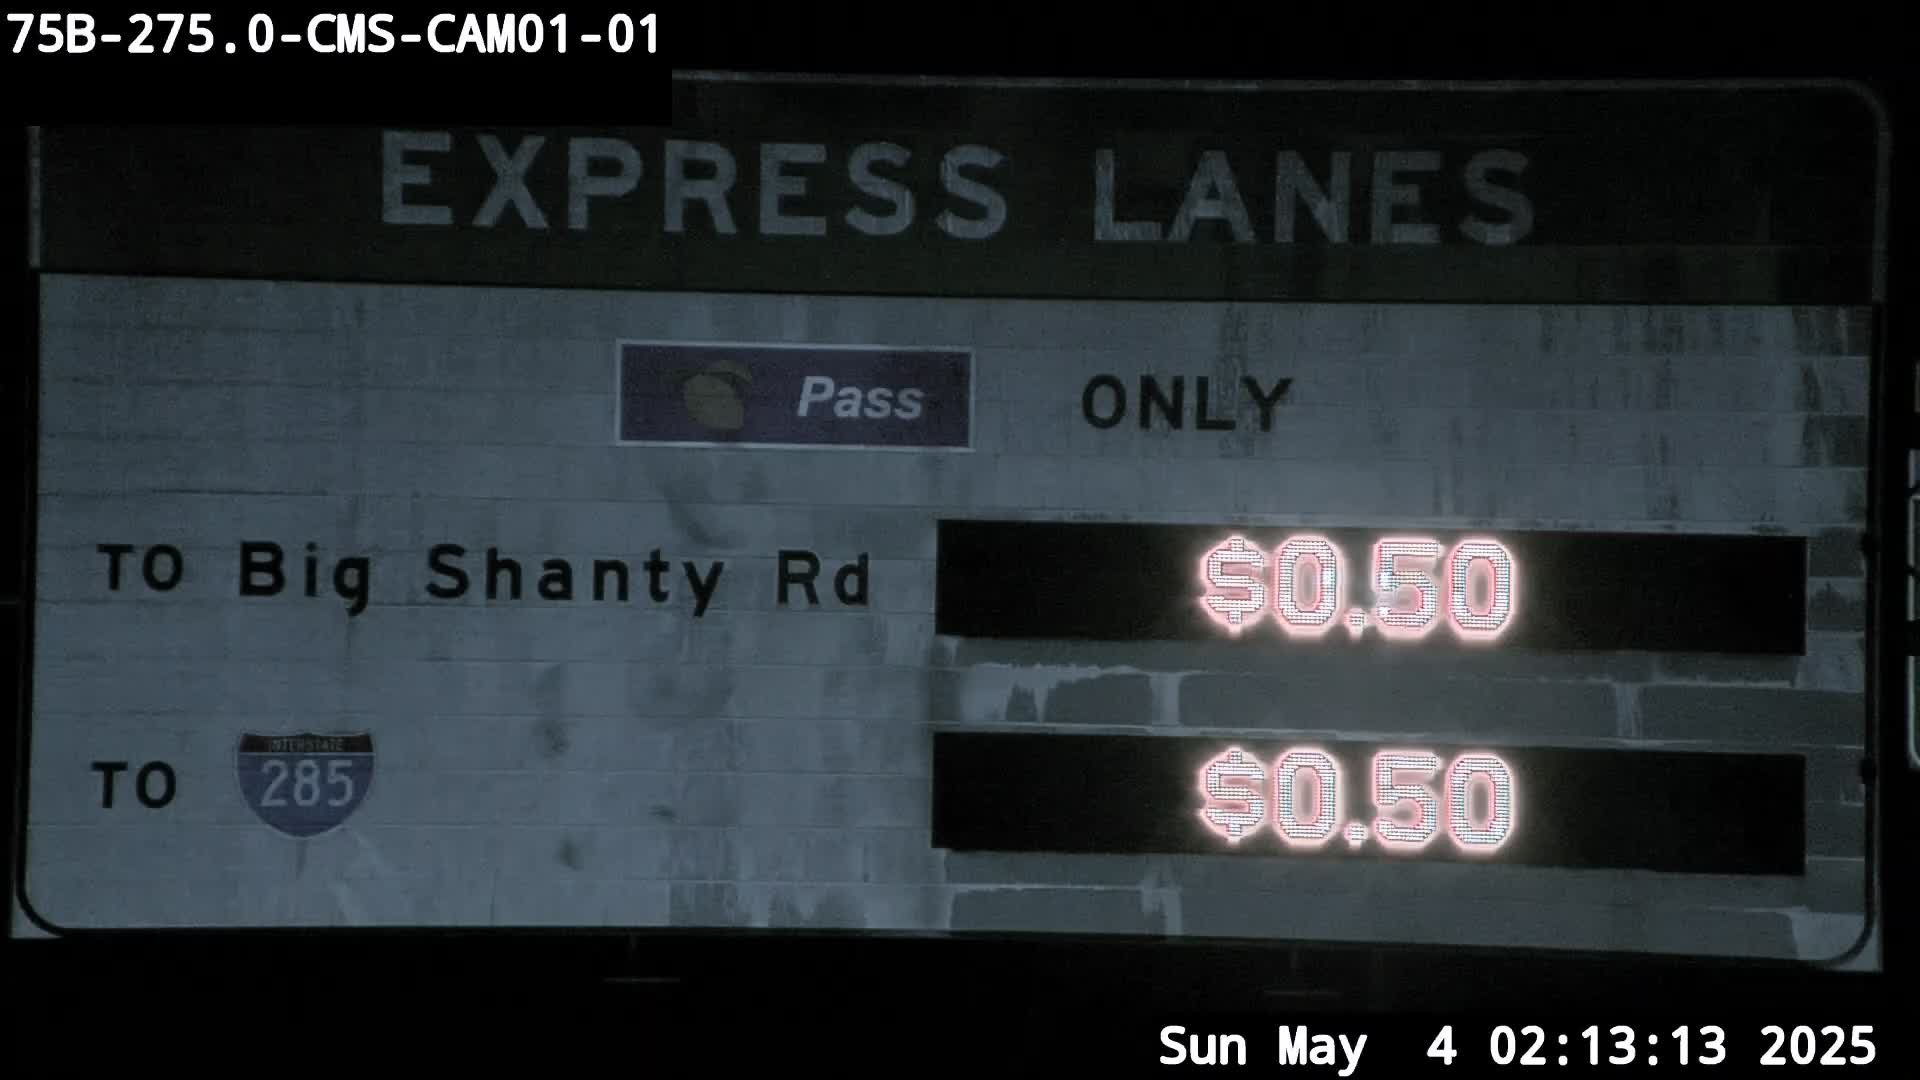 75B-275.0-CMS-CAM01-01
EXPRESS LANES
Pass ONLY
TO Big Shanty Rd $0.50
TO INTERSTATE 285 $0.50
Sun May 4 02:13:13 2025